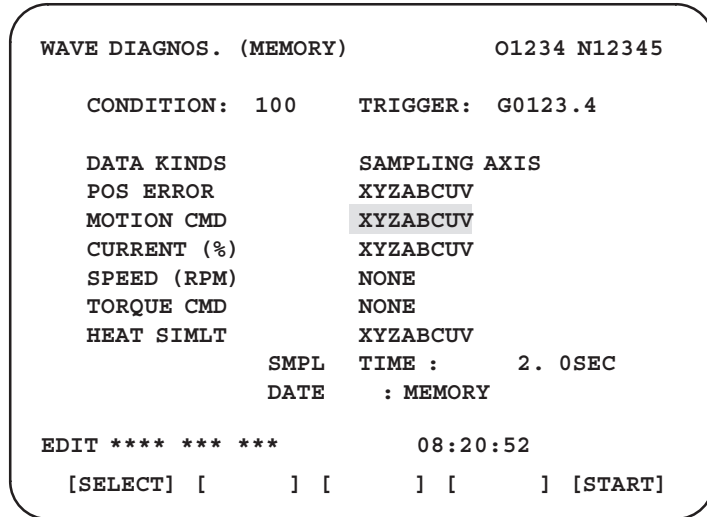 WAVE DIAGNOS. (MEMORY) O1234 N12345
CONDITION: 100 TRIGGER: G0123.4
DATA KINDS SAMPLING AXIS
POS ERROR XYZABCUV
MOTION CMD XYZABCUV
CURRENT (%) XYZABCUV
SPEED (RPM) NONE
TORQUE CMD NONE
HEAT SIMLT XYZABCUV
SMPL TIME : 2. 0SEC
DATE : MEMORY
EDIT **** *** *** 08:20:52
[SELECT] [ ] [ ] [ ] [START]